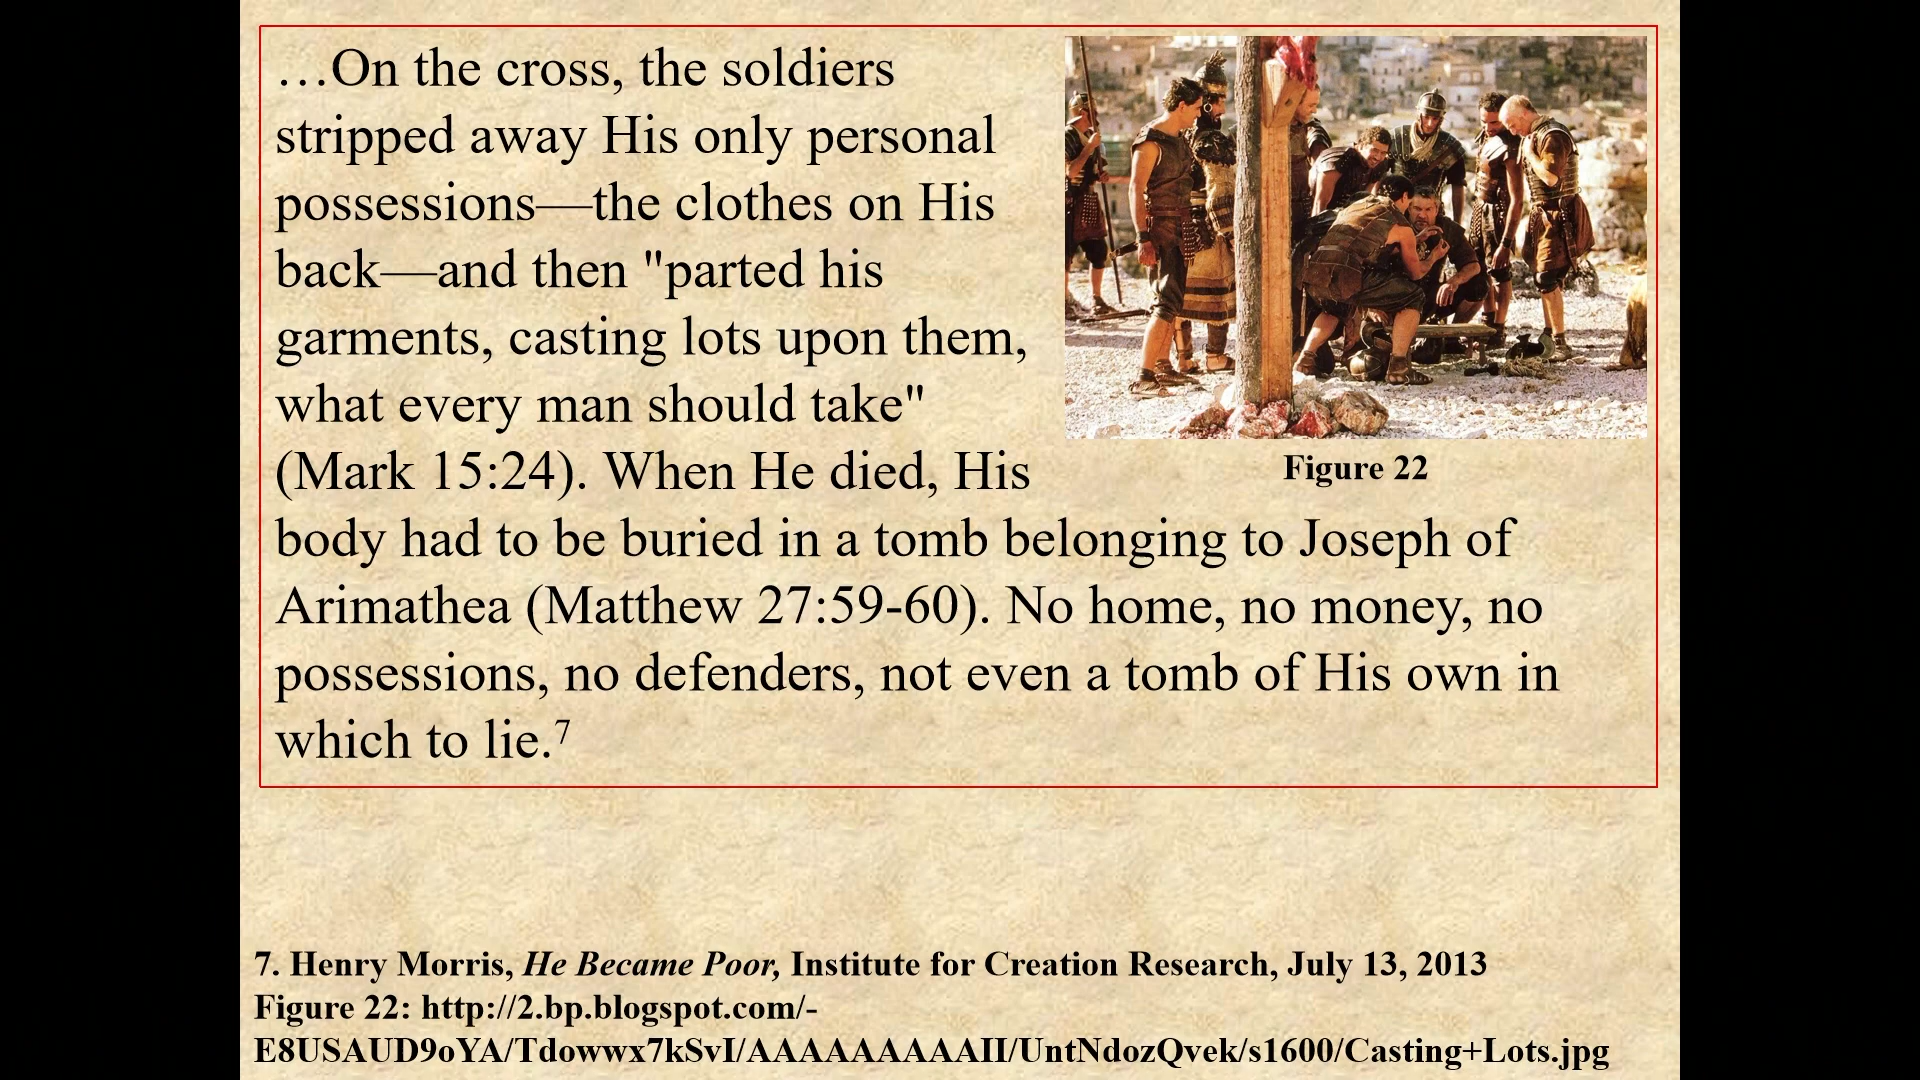 …On the cross, the soldiers
stripped away His only personal
possessions—the clothes on His
back—and then "parted his
garments, casting lots upon them,
what every man should take"
(Mark 15:24). When He died, His
body had to be buried in a tomb belonging to Joseph of
Arimathea (Matthew 27:59-60). No home, no money, no
possessions, no defenders, not even a tomb of His own in
which to lie.⁷
Figure 22
7. Henry Morris, He Became Poor, Institute for Creation Research, July 13, 2013
Figure 22: http://2.bp.blogspot.com/-
E8USAUD9oYA/Tdowwx7kSvI/AAAAAAAAAII/UntNdozQvek/s1600/Casting+Lots.jpg